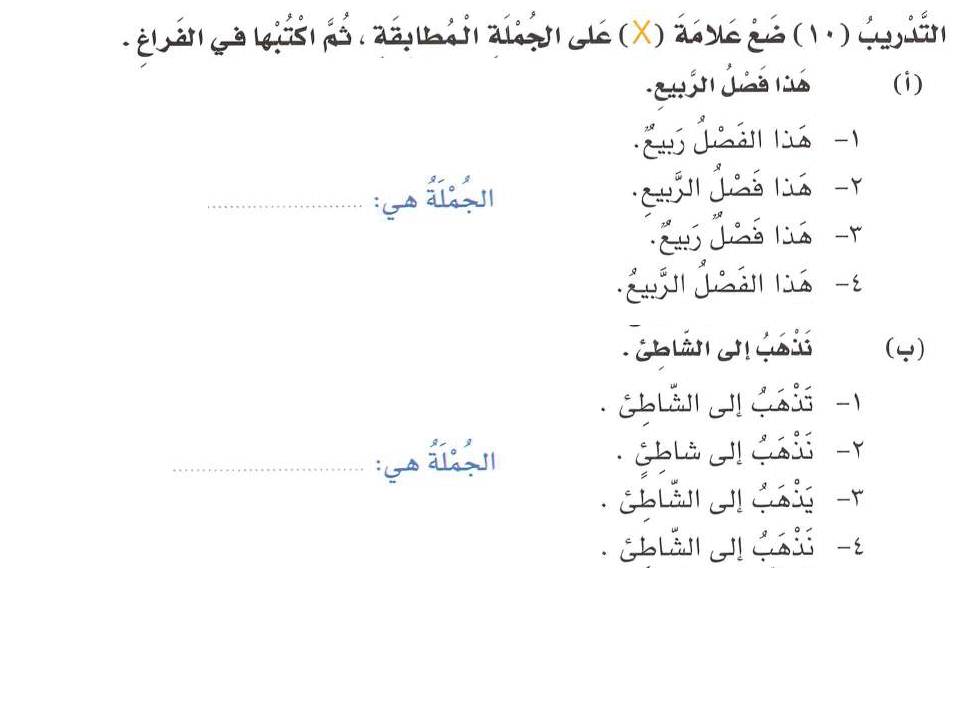 التَّدْرِيبُ (١٠) ضَعْ عَلامَةَ (X) عَلى الجُمْلَةِ الْمُطابِقَةِ ، ثُمَّ اكْتُبْها في الفَراغِ .
(أ) هَذا فَصْلُ الرَّبيعِ.
١- هَذا الفَصْلُ رَبيعٌ.
٢- هَذا فَصْلُ الرَّبيعِ.
الجُمْلَةُ هي: ......................
٣- هَذا فَصْلٌ رَبيعٌ.
٤- هَذا الفَصْلُ الرَّبيعُ.
(ب) نَذْهَبُ إلى الشّاطِئ .
١- تَذْهَبُ إلى الشّاطِئ .
٢- نَذْهَبُ إلى شاطِئٍ .
الجُمْلَةُ هي: ..........................
٣- يَذْهَبُ إلى الشّاطِئ .
٤- نَذْهَبُ إلى الشّاطِئ .